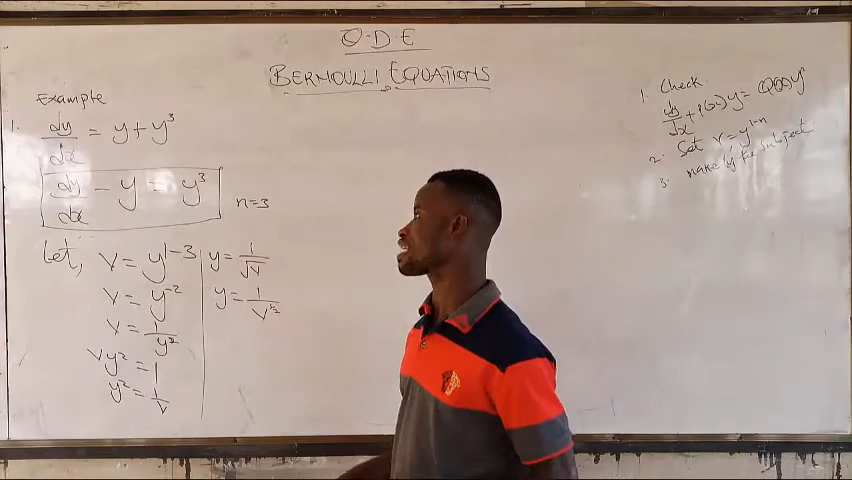 O.D.E
BERNOULLI EQUATIONS
Example
1. dy/dx = y + y³
dy/dx - y = y³
n=3
Let, v = y^1-3
v = y^-2
v = 1/y²
vy² = 1
y² = 1/v
y = 1/√v
y = 1/v^½
1. Check.
dy/dx + P(x)y = Q(x)yⁿ
2. Set v = y^1-n
3. make y the subject